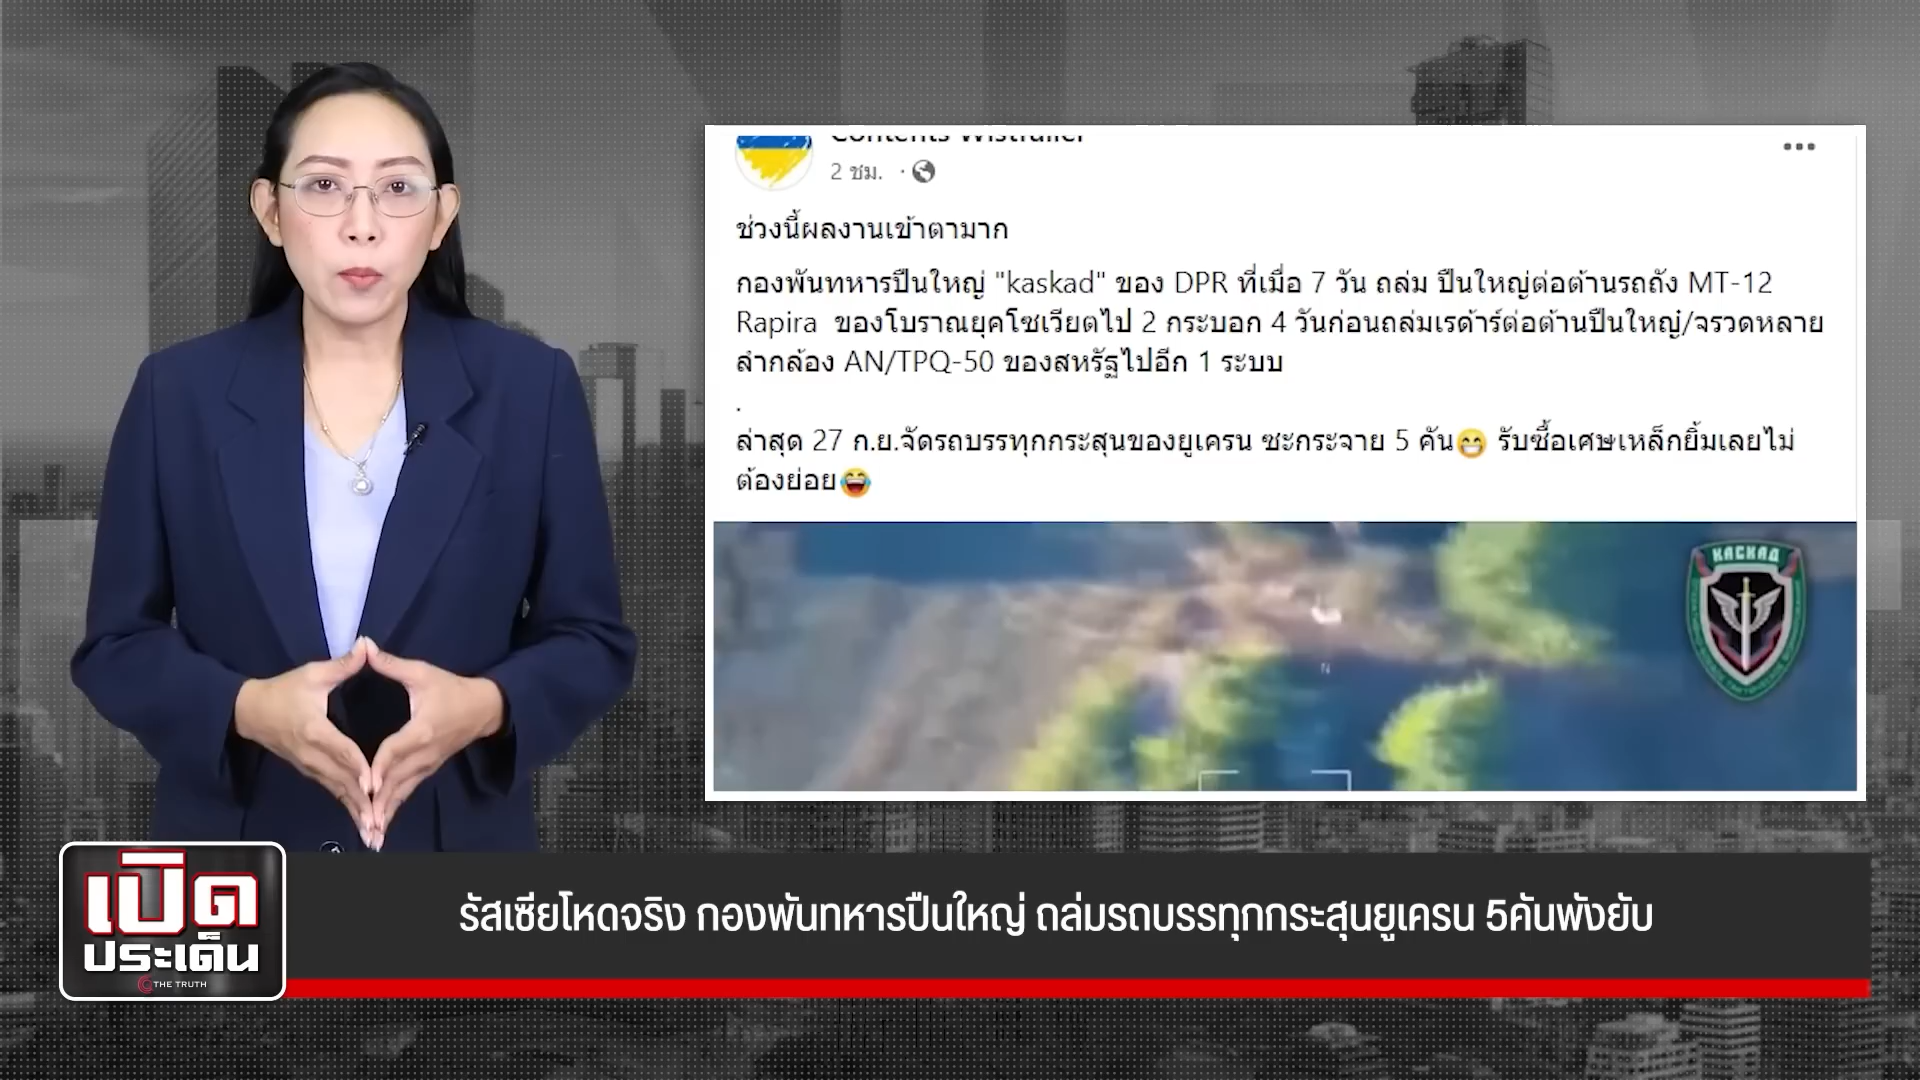 Contents Wistruller
2 ชม. ·
ช่วงนี้ผลงานเข้าตามาก
กองพันทหารปืนใหญ่ "kaskad" ของ DPR ที่เมื่อ 7 วัน ถล่ม ปืนใหญ่ต่อต้านรถถัง MT-12
Rapira ของโบราณยุคโซเวียตไป 2 กระบอก 4 วันก่อนถล่มเรด้าร์ต่อต้านปืนใหญ่/จรวดหลาย
ลำกล้อง AN/TPQ-50 ของสหรัฐไปอีก 1 ระบบ
.
ล่าสุด 27 ก.ย.จัดรถบรรทุกกระสุนของยูเครน ซะกระจาย 5 คัน😁 รับซื้อเศษเหล็กยิ้มเลยไม่
ต้องย่อย😂
КАСКАД
N
เปิด
ประเด็น
THE TRUTH
รัสเซียโหดจริง กองพันทหารปืนใหญ่ ถล่มรถบรรทุกกระสุนยูเครน 5คันพังยับ